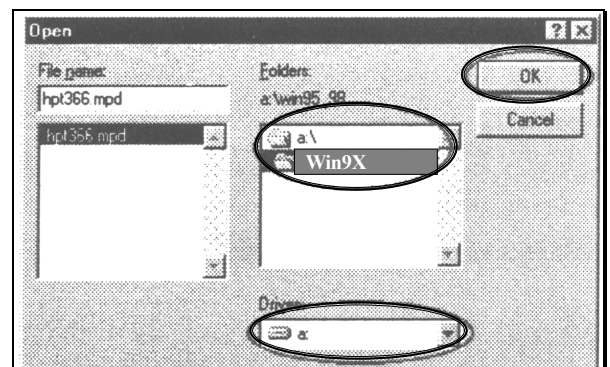 Open
File name:
hpt366.mpd
hpt366.mpd
Folders:
a:\win95_98
a:\
Win9X
Drives:
a:
OK
Cancel